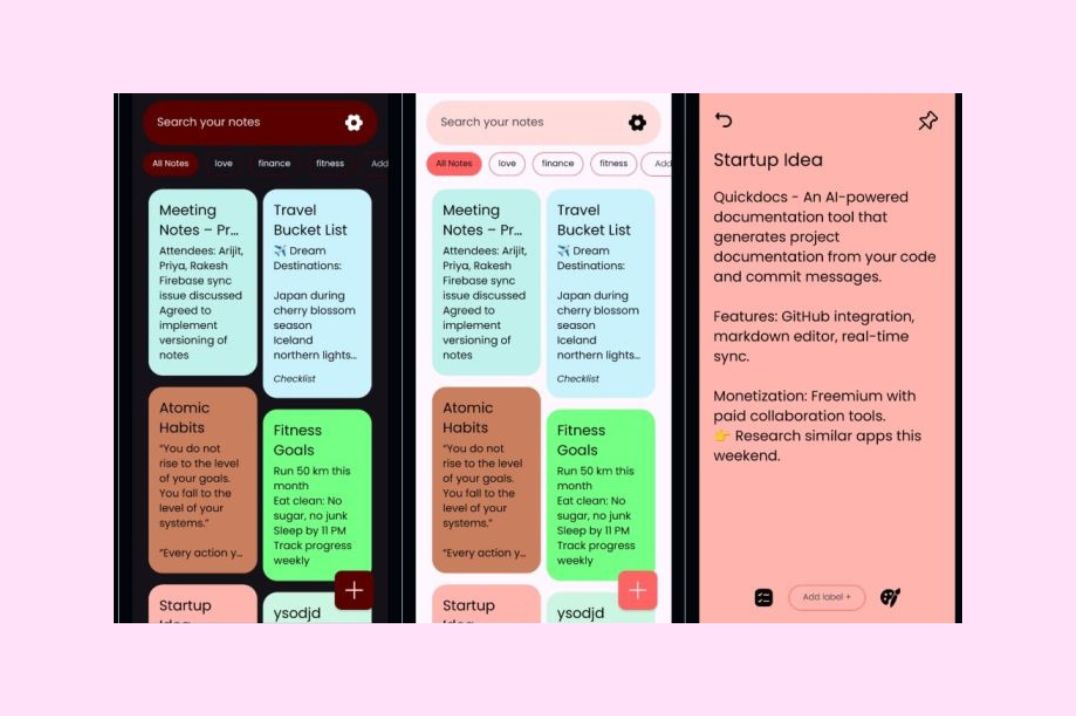 Search your notes
All Notes
love
finance
fitness
Add
Meeting
Notes – Pr...
Attendees: Arijit,
Priya, Rakesh
Firebase sync
issue discussed
Agreed to
implement
versioning of
notes
Travel
Bucket List
✈️ Dream
Destinations:
Japan during
cherry blossom
season
Iceland
northern lights...
Checklist
Atomic
Habits
"You do not
rise to the level
of your goals.
You fall to the
level of your
systems."
"Every action y...
Fitness
Goals
Run 50 km this
month
Eat clean: No
sugar, no junk
Sleep by 11 PM
Track progress
weekly
Startup
Idea
ysodjd
Search your notes
All Notes
love
finance
fitness
Add
Meeting
Notes – Pr...
Attendees: Arijit,
Priya, Rakesh
Firebase sync
issue discussed
Agreed to
implement
versioning of
notes
Travel
Bucket List
✈️ Dream
Destinations:
Japan during
cherry blossom
season
Iceland
northern lights...
Checklist
Atomic
Habits
"You do not
rise to the level
of your goals.
You fall to the
level of your
systems."
"Every action y...
Fitness
Goals
Run 50 km this
month
Eat clean: No
sugar, no junk
Sleep by 11 PM
Track progress
weekly
Startup
Idea
ysodjd
Startup Idea
Quickdocs - An AI-powered
documentation tool that
generates project
documentation from your code
and commit messages.
Features: GitHub integration,
markdown editor, real-time
sync.
Monetization: Freemium with
paid collaboration tools.
👉 Research similar apps this
weekend.
Add label +